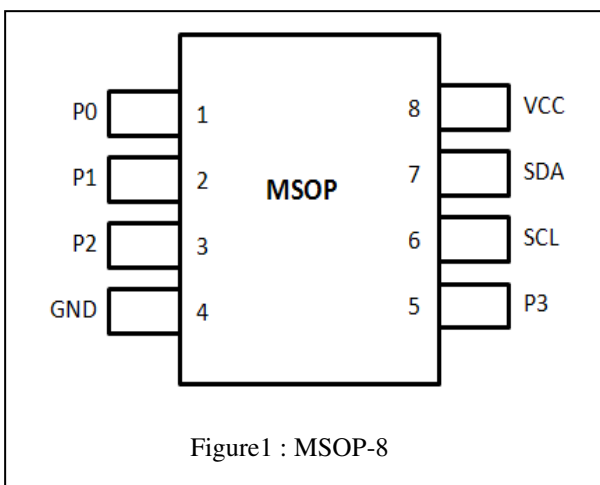 P0 1 8 VCC
P1 2 MSOP 7 SDA
P2 3 6 SCL
GND 4 5 P3
Figure1 : MSOP-8